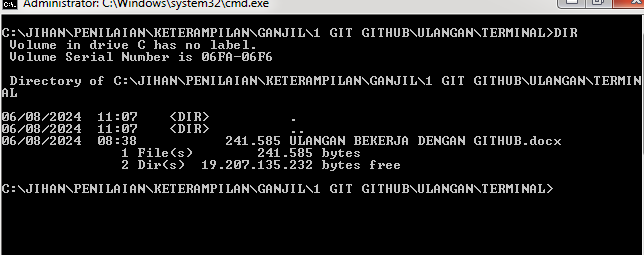 Administrator: C:\Windows\system32\cmd.exe
C:\JIHAN\PENILAIAN\KETERAMPILAN\GANJIL\1 GIT GITHUB\ULANGAN\TERMINAL>DIR
Volume in drive C has no label.
Volume Serial Number is 06FA-06F6
Directory of C:\JIHAN\PENILAIAN\KETERAMPILAN\GANJIL\1 GIT GITHUB\ULANGAN\TERMIN
AL
06/08/2024  11:07    <DIR>          .
06/08/2024  11:07    <DIR>          ..
06/08/2024  08:38           241.585 ULANGAN BEKERJA DENGAN GITHUB.docx
1 File(s)        241.585 bytes
2 Dir(s)  19.207.135.232 bytes free
C:\JIHAN\PENILAIAN\KETERAMPILAN\GANJIL\1 GIT GITHUB\ULANGAN\TERMINAL>